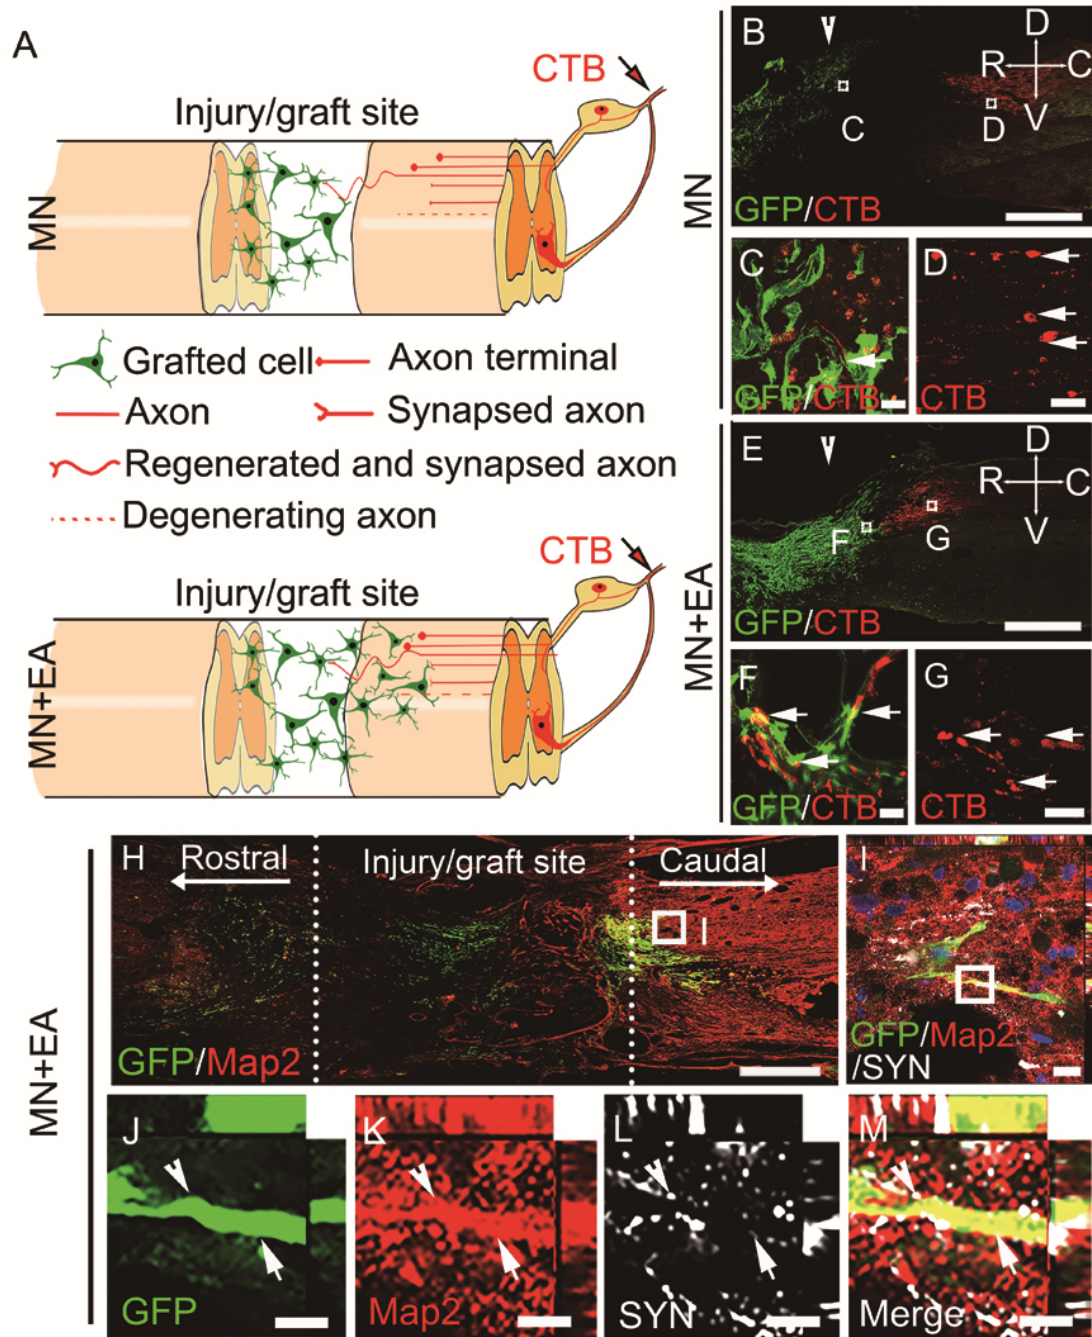 A
MN
Injury/graft site
CTB
Grafted cell
Axon terminal
Axon
Synapsed axon
Regenerated and synapsed axon
Degenerating axon
MN+EA
Injury/graft site
CTB
MN
B
D
R
C
V
C
D
GFP/CTB
C
GFP/CTB
D
CTB
MN+EA
E
D
R
C
V
F
G
GFP/CTB
F
GFP/CTB
G
CTB
MN+EA
H
Rostral
Injury/graft site
Caudal
I
GFP/Map2
I
GFP/Map2
/SYN
J
GFP
K
Map2
L
SYN
M
Merge